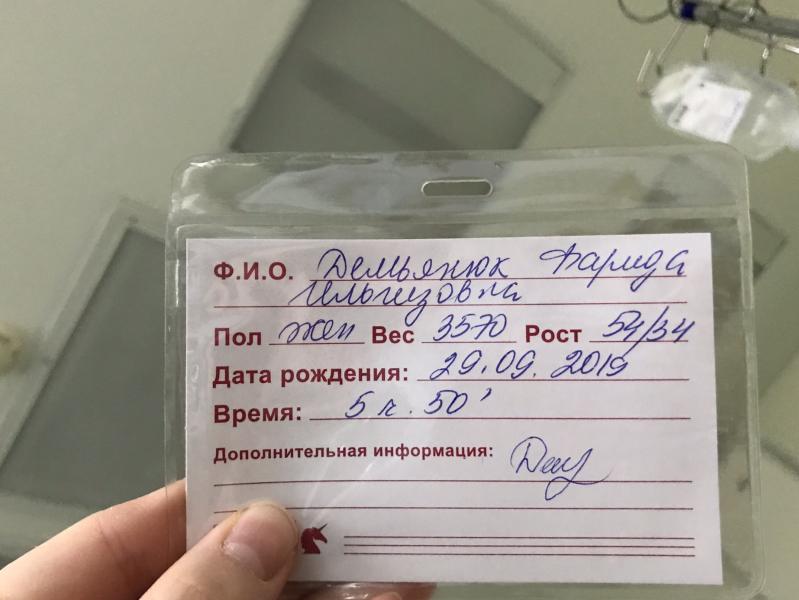 Ф.И.О. Демьянюк Фарида
Ильгизовна
Пол жен Вес 3570 Рост 54/34
Дата рождения: 29.09.2019
Время: 5 ч. 50'
Дополнительная информация: